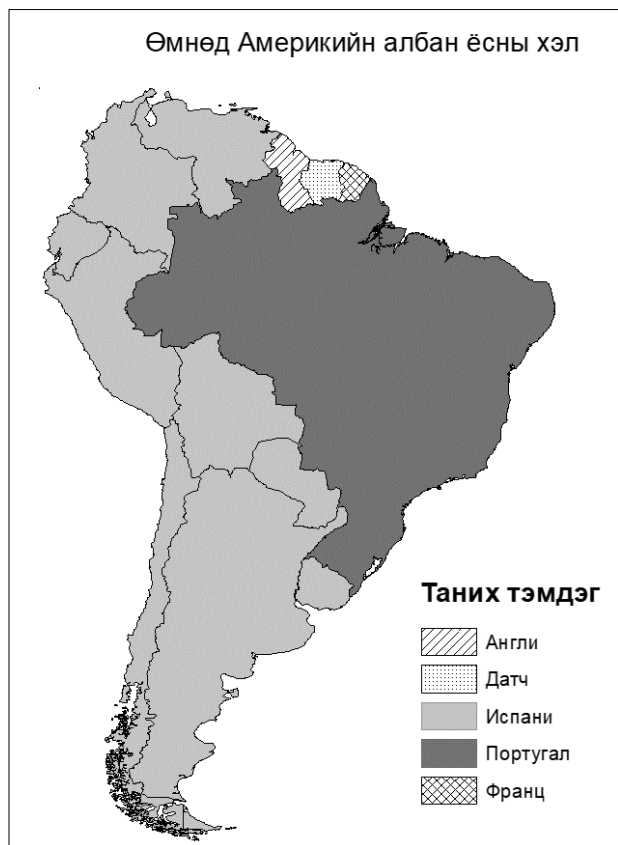 Өмнөд Америкийн албан ёсны хэл
Таних тэмдэг
Англи
Датч
Испани
Португал
Франц